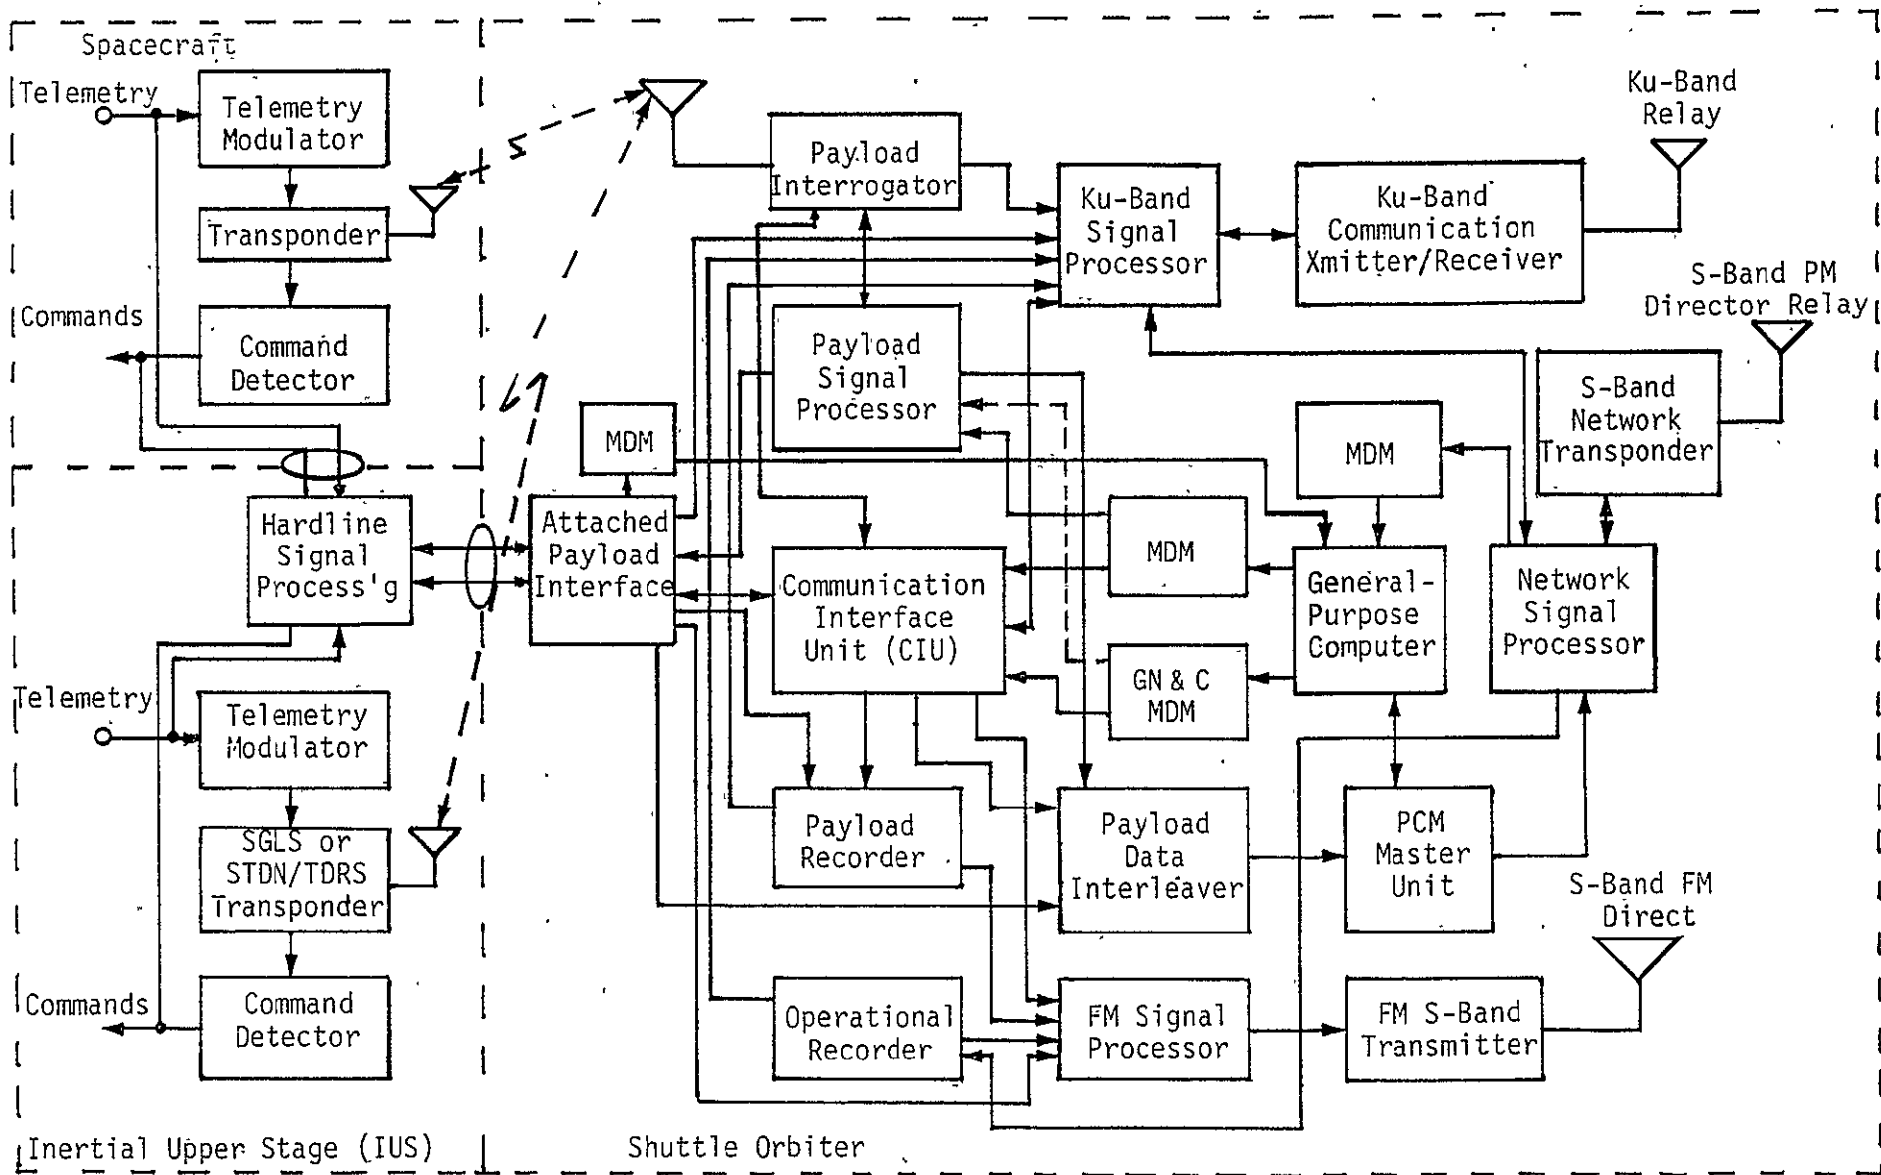 Spacecraft
Telemetry
Telemetry
Modulator
Transponder
Commands
Command
Detector
Payload
Interrogator
Ku-Band
Signal
Processor
Ku-Band
Communication
Xmitter/Receiver
Ku-Band
Relay
S-Band PM
Director Relay
Payload
Signal
Processor
S-Band
Network
Transponder
MDM
MDM
Hardline
Signal
Process'g
Attached
Payload
Interface
Communication
Interface
Unit (CIU)
MDM
General-
Purpose
Computer
Network
Signal
Processor
GN & C
MDM
Telemetry
Telemetry
Modulator
SGLS or
STDN/TDRS
Transponder
Commands
Command
Detector
Payload
Recorder
Payload
Data
Interleaver
PCM
Master
Unit
S-Band FM
Direct
Operational
Recorder
FM Signal
Processor
FM S-Band
Transmitter
Inertial Upper Stage (IUS)
Shuttle Orbiter